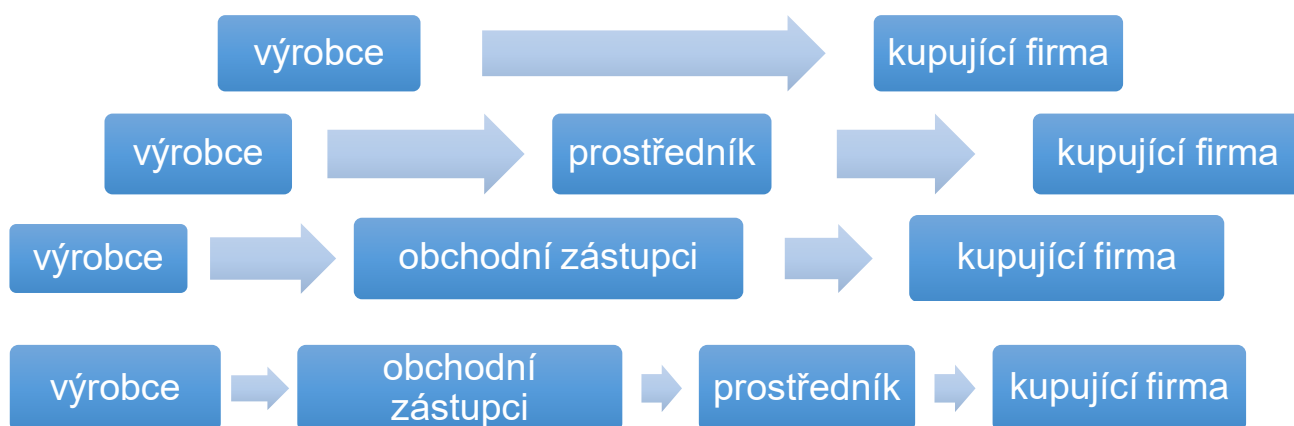 výrobce kupující firma
výrobce prostředník kupující firma
výrobce obchodní zástupci kupující firma
výrobce obchodní zástupci prostředník kupující firma